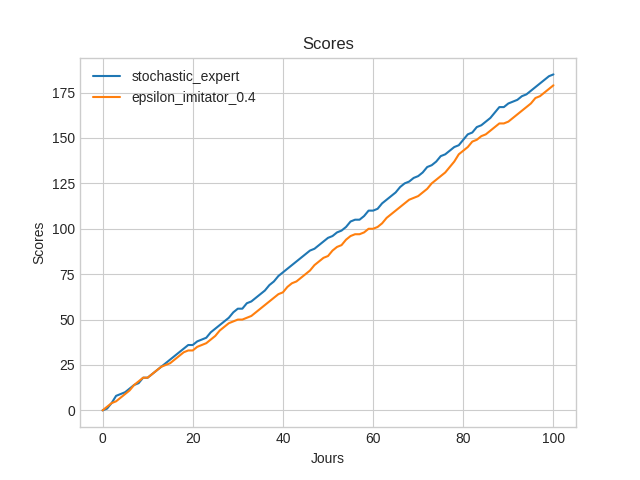 Scores
stochastic_expert
epsilon_imitator_0.4
175
150
125
100
75
50
25
0
Scores
0 20 40 60 80 100
Jours